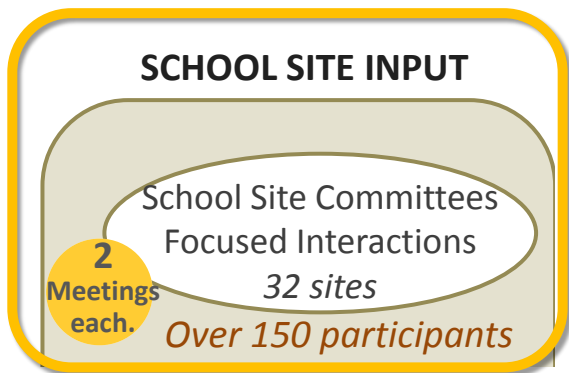 SCHOOL SITE INPUT
School Site Committees
Focused Interactions
32 sites
2
Meetings
each.
Over 150 participants